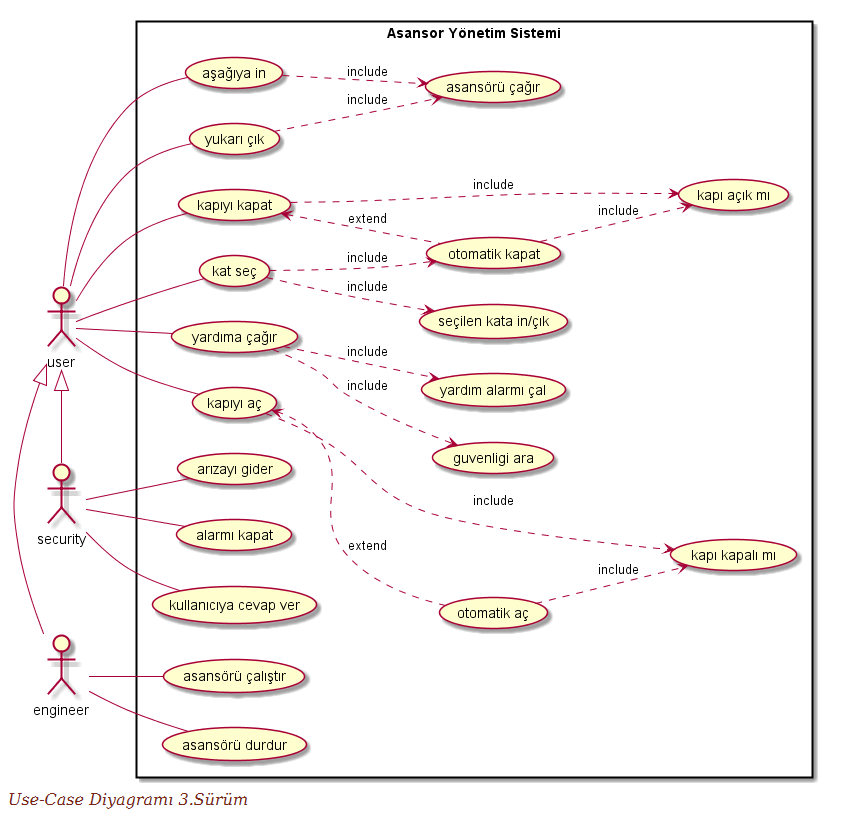 Asansor Yönetim Sistemi
aşağıya in
include
asansörü çağır
include
yukarı çık
include
kapı açık mı
kapıyı kapat
extend
include
otomatik kapat
include
kat seç
include
seçilen kata in/çık
yardıma çağır
include
user
include
yardım alarmı çal
kapıyı aç
guvenligi ara
arızayı gider
include
security
alarmı kapat
extend
kapı kapalı mı
include
kullanıcıya cevap ver
otomatik aç
asansörü çalıştır
engineer
asansörü durdur
Use-Case Diyagramı 3.Sürüm